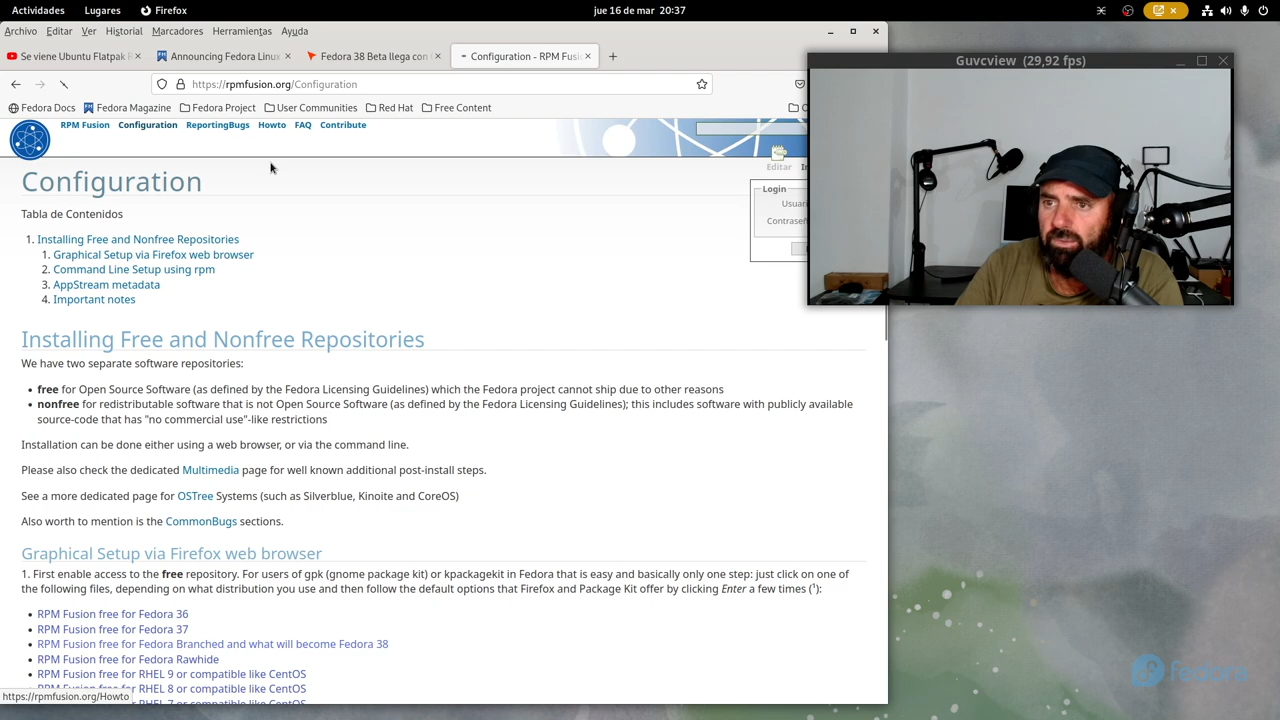 Actividades Lugares Firefox jue 16 de mar 20:37
Archivo Editar Ver Historial Marcadores Herramientas Ayuda
Se viene Ubuntu Flatpak Announcing Fedora Linux Fedora 38 Beta llega con Configuration - RPM Fusi
https://rpmfusion.org/Configuration
Fedora Docs Fedora Magazine Fedora Project User Communities Red Hat Free Content
RPM Fusion Configuration ReportingBugs Howto FAQ Contribute
Editar
Configuration
Login
Usuari
Contraseñ
Tabla de Contenidos
1. Installing Free and Nonfree Repositories
1. Graphical Setup via Firefox web browser
2. Command Line Setup using rpm
3. AppStream metadata
4. Important notes
Installing Free and Nonfree Repositories
We have two separate software repositories:
• free for Open Source Software (as defined by the Fedora Licensing Guidelines) which the Fedora project cannot ship due to other reasons
• nonfree for redistributable software that is not Open Source Software (as defined by the Fedora Licensing Guidelines); this includes software with publicly available
source-code that has "no commercial use"-like restrictions
Installation can be done either using a web browser, or via the command line.
Please also check the dedicated Multimedia page for well known additional post-install steps.
See a more dedicated page for OSTree Systems (such as Silverblue, Kinoite and CoreOS)
Also worth to mention is the CommonBugs sections.
Graphical Setup via Firefox web browser
1. First enable access to the free repository. For users of gpk (gnome package kit) or kpackagekit in Fedora that is easy and basically only one step: just click on one of
the following files, depending on what distribution you use and then follow the default options that Firefox and Package Kit offer by clicking Enter a few times (¹):
• RPM Fusion free for Fedora 36
• RPM Fusion free for Fedora 37
• RPM Fusion free for Fedora Branched and what will become Fedora 38
• RPM Fusion free for Fedora Rawhide
• RPM Fusion free for RHEL 9 or compatible like CentOS
for RHEL 8 or compatible like CentOS
for RHEL 7 or compatible like CentOS
https://rpmfusion.org/Howto
Guvcview (29,92 fps)
fedora